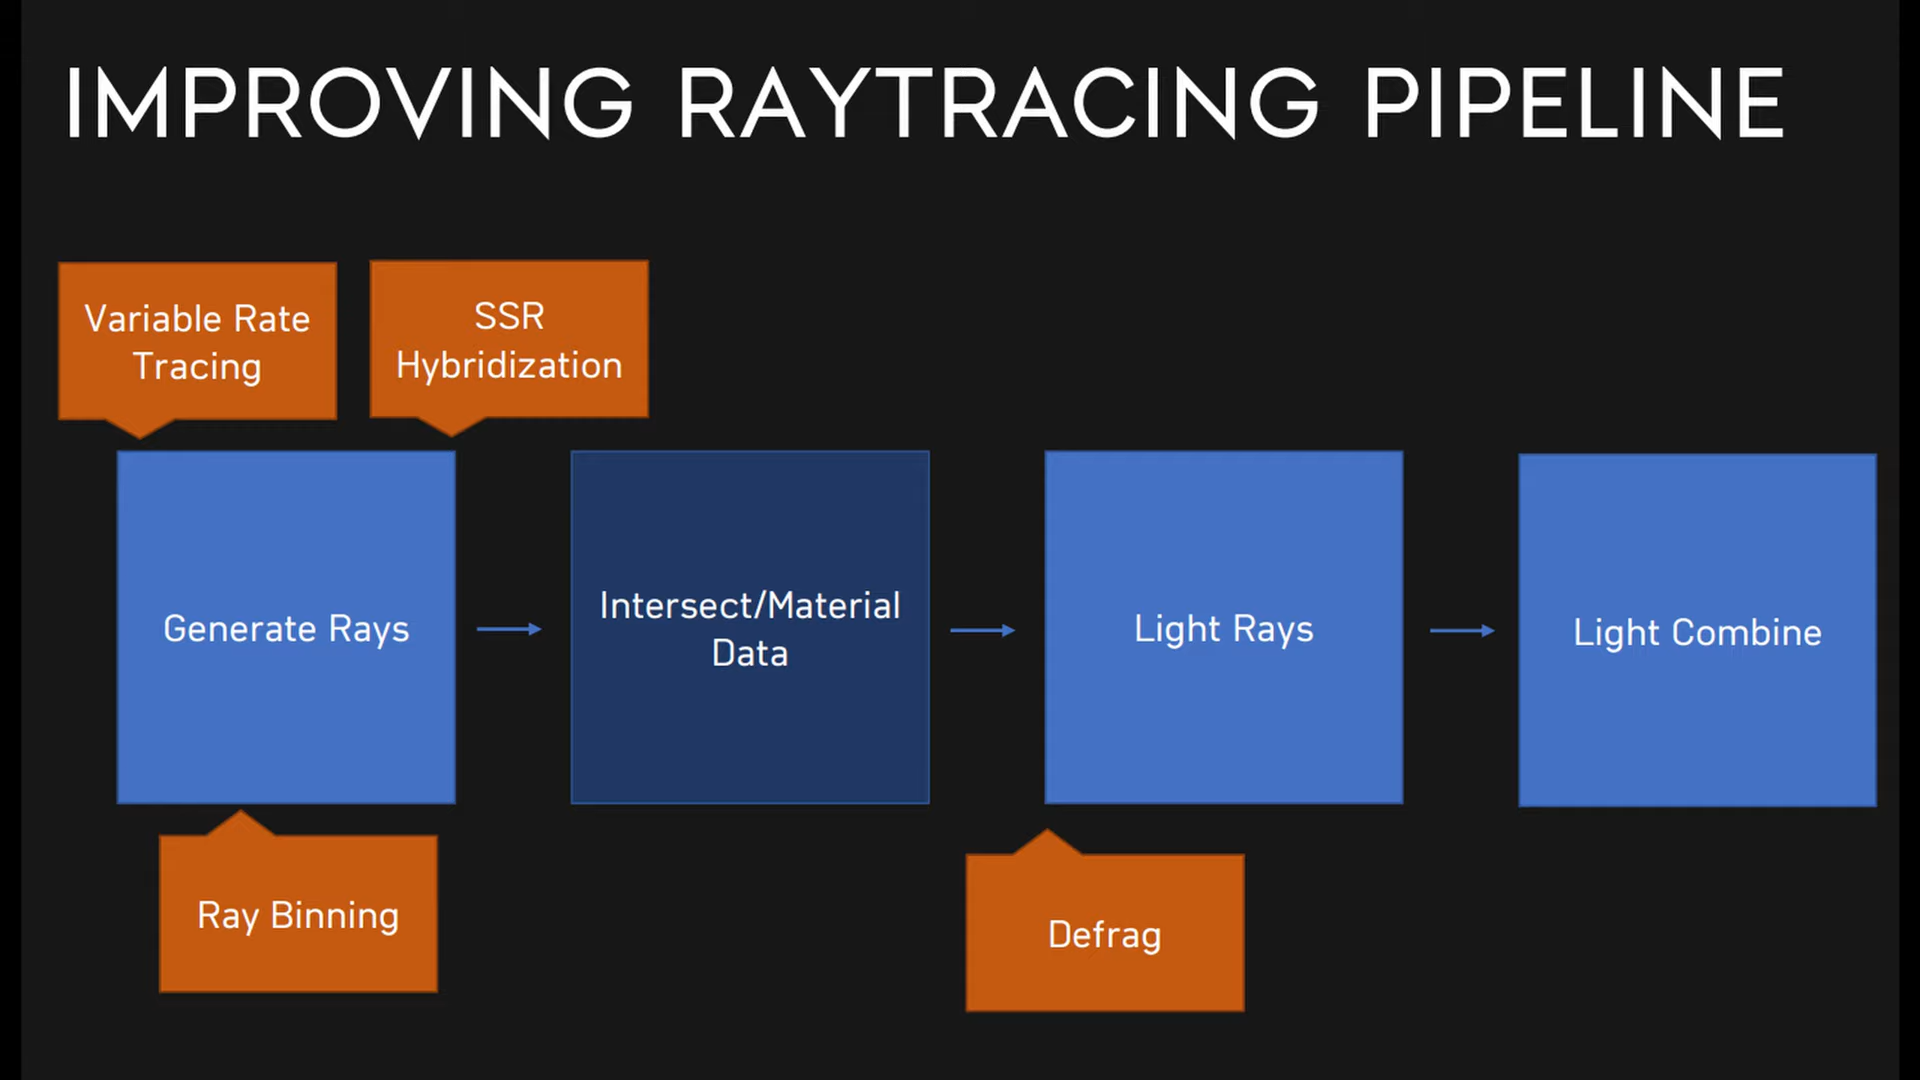 IMPROVING RAYTRACING PIPELINE
Variable Rate
Tracing
SSR
Hybridization
Generate Rays
Intersect/Material
Data
Light Rays
Light Combine
Ray Binning
Defrag